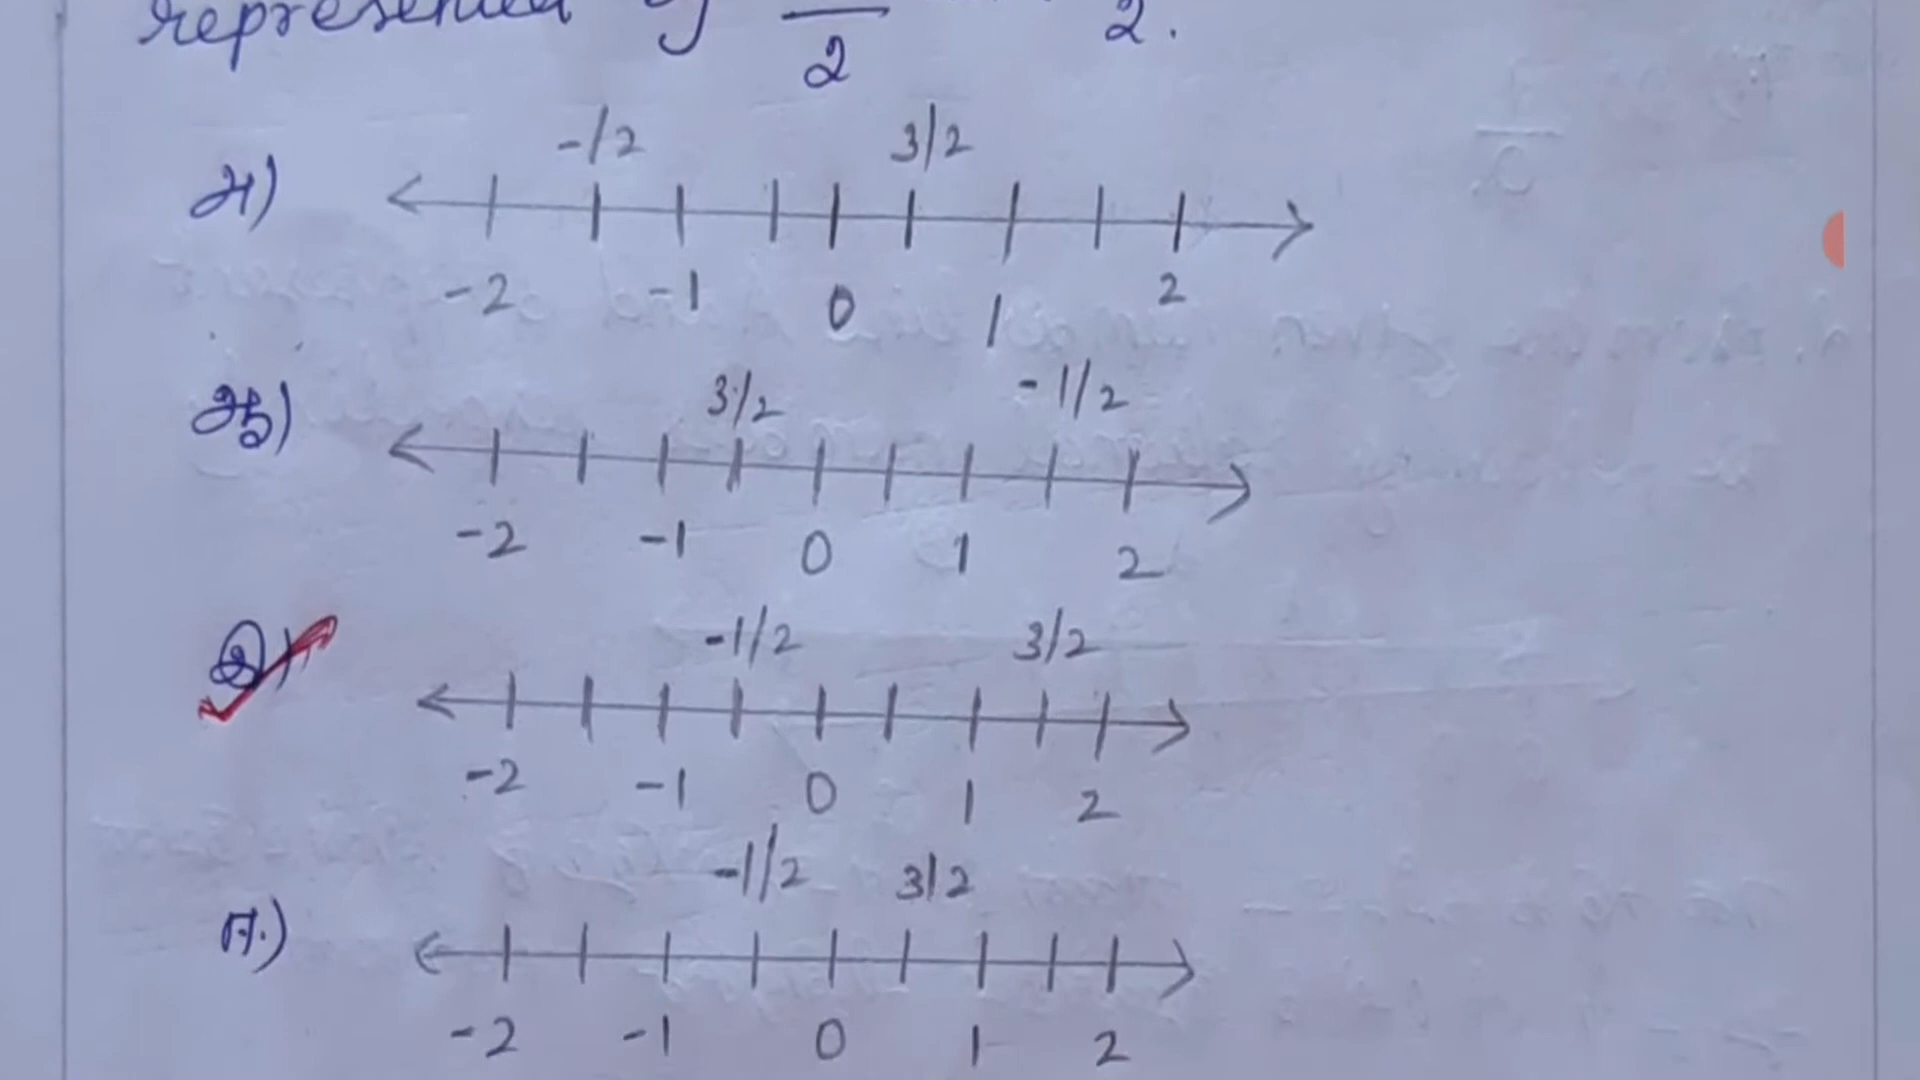 represented by
2 2.
-/2 3/2
அ)
-2 -1 0 1 2
3/2 -1/2
ஆ)
-2 -1 0 1 2
-1/2 3/2
இ)
-2 -1 0 1 2
-1/2 3/2
ஈ.)
-2 -1 0 1 2